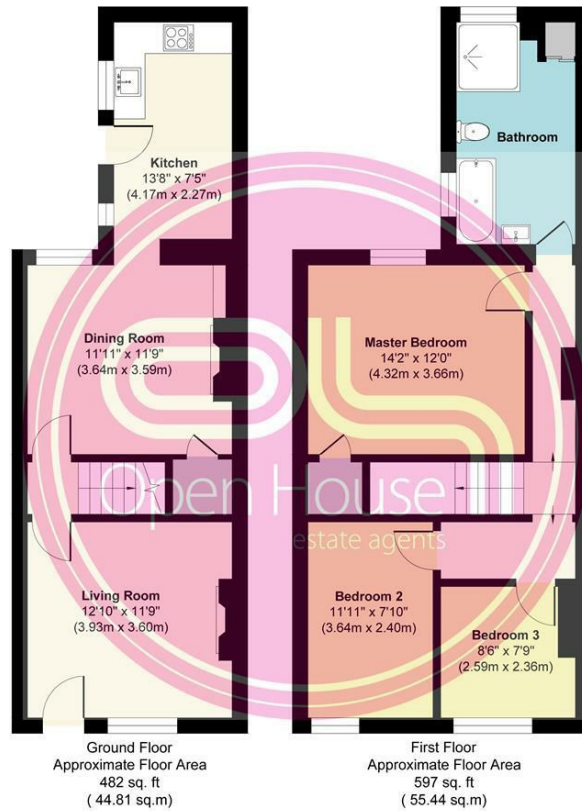 Kitchen
13'8" x 7'5"
(4.17m x 2.27m)
Dining Room
11'11" x 11'9"
(3.64m x 3.59m)
Living Room
12'10" x 11'9"
(3.93m x 3.60m)
Ground Floor
Approximate Floor Area
482 sq. ft
( 44.81 sq.m)
Bathroom
Master Bedroom
14'2" x 12'0"
(4.32m x 3.66m)
Bedroom 2
11'11" x 7'10"
(3.64m x 2.40m)
Bedroom 3
8'6" x 7'9"
(2.59m x 2.36m)
First Floor
Approximate Floor Area
597 sq. ft
( 55.44 sq.m)
Open House
estate agents